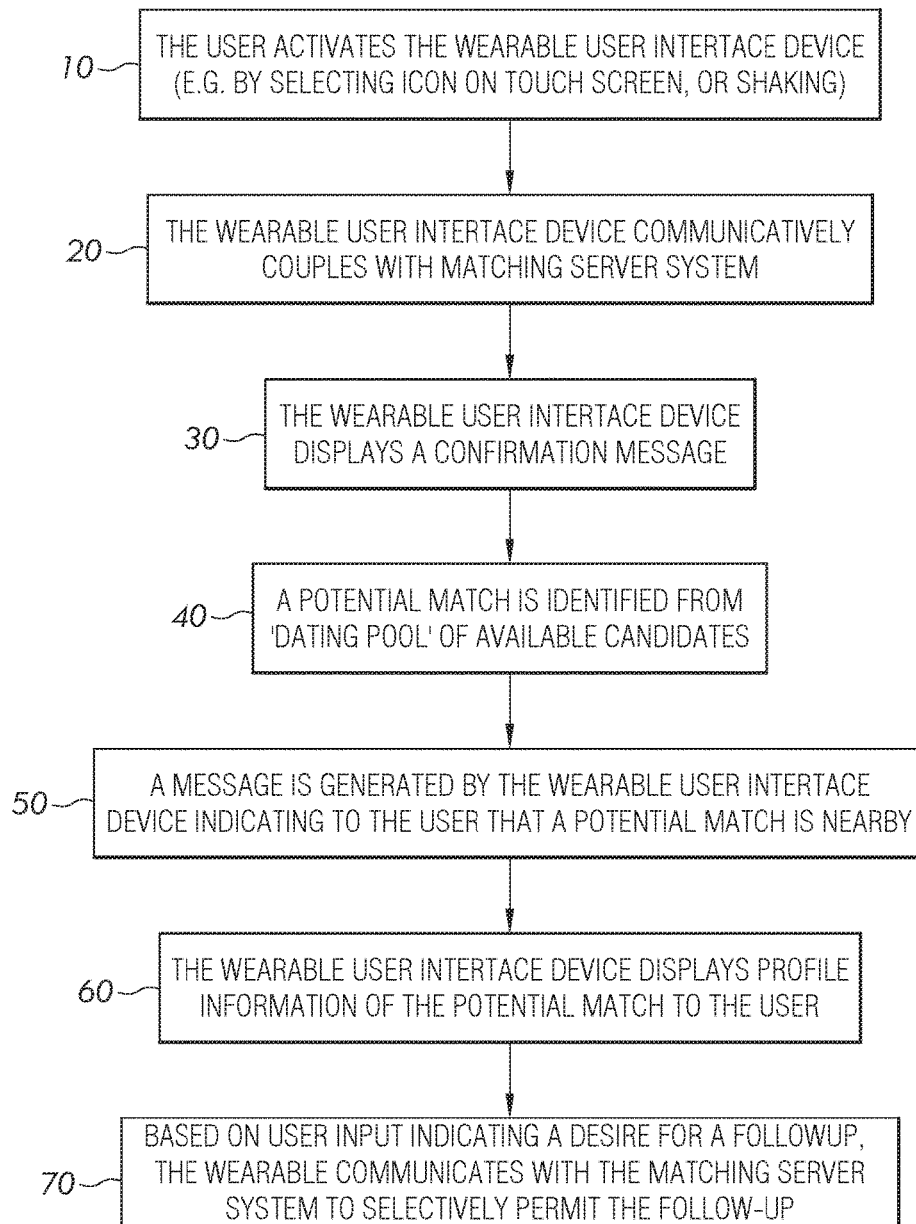 10
THE USER ACTIVATES THE WEARABLE USER INTERTACE DEVICE
(E.G. BY SELECTING ICON ON TOUCH SCREEN, OR SHAKING)
20
THE WEARABLE USER INTERTACE DEVICE COMMUNICATIVELY
COUPLES WITH MATCHING SERVER SYSTEM
30
THE WEARABLE USER INTERTACE DEVICE
DISPLAYS A CONFIRMATION MESSAGE
40
A POTENTIAL MATCH IS IDENTIFIED FROM
'DATING POOL' OF AVAILABLE CANDIDATES
50
A MESSAGE IS GENERATED BY THE WEARABLE USER INTERTACE
DEVICE INDICATING TO THE USER THAT A POTENTIAL MATCH IS NEARBY
60
THE WEARABLE USER INTERTACE DEVICE DISPLAYS PROFILE
INFORMATION OF THE POTENTIAL MATCH TO THE USER
70
BASED ON USER INPUT INDICATING A DESIRE FOR A FOLLOWUP,
THE WEARABLE COMMUNICATES WITH THE MATCHING SERVER
SYSTEM TO SELECTIVELY PERMIT THE FOLLOW-UP